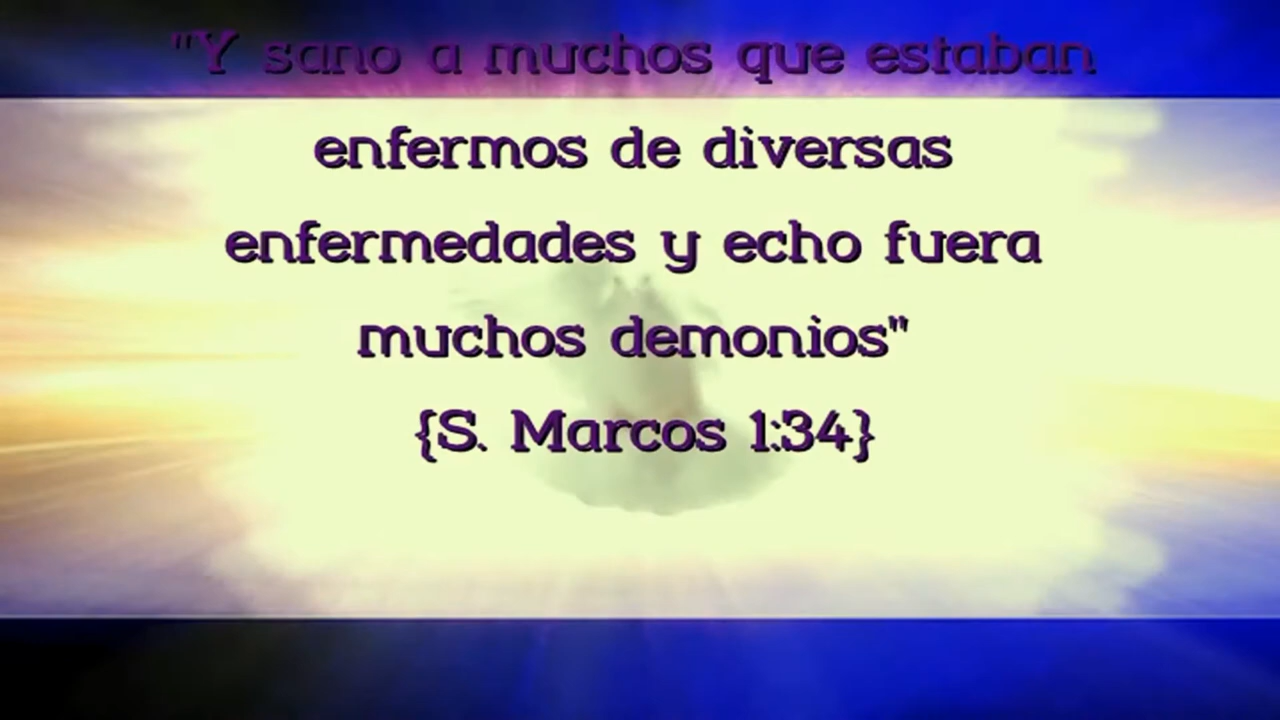 "Y sano a muchos que estaban
enfermos de diversas
enfermedades y echo fuera
muchos demonios"
{S. Marcos 1:34}